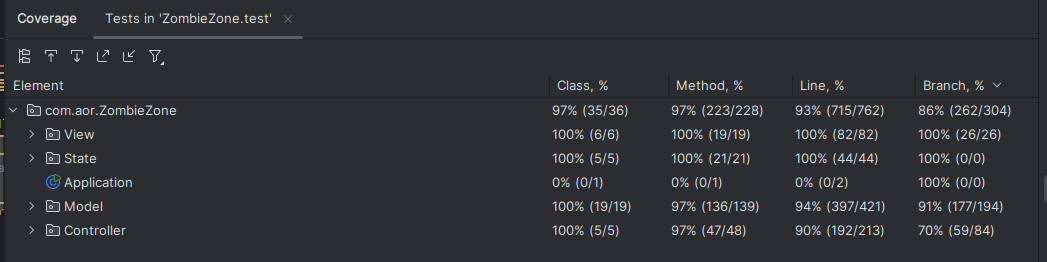 Coverage Tests in 'ZombieZone.test' ×
Element Class, % Method, % Line, % Branch, %
com.aor.ZombieZone 97% (35/36) 97% (223/228) 93% (715/762) 86% (262/304)
View 100% (6/6) 100% (19/19) 100% (82/82) 100% (26/26)
State 100% (5/5) 100% (21/21) 100% (44/44) 100% (0/0)
Application 0% (0/1) 0% (0/1) 0% (0/2) 100% (0/0)
Model 100% (19/19) 97% (136/139) 94% (397/421) 91% (177/194)
Controller 100% (5/5) 97% (47/48) 90% (192/213) 70% (59/84)